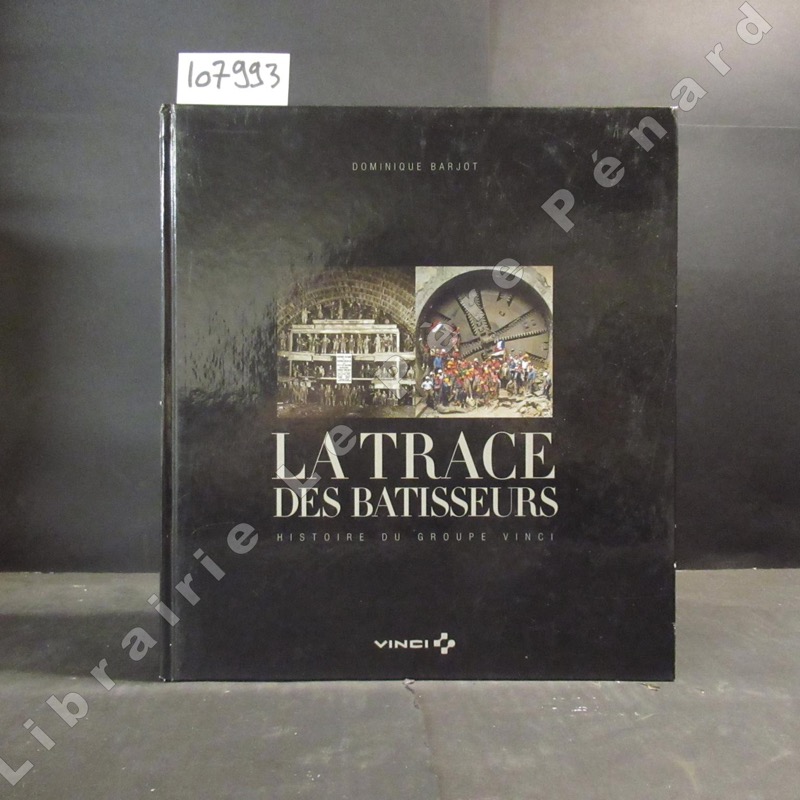 107993
DOMINIQUE BARJOT
LA TRACE
DES BATISSEURS
HISTOIRE DU GROUPE VINCI
VINCI
Librairie Le Père Pénard